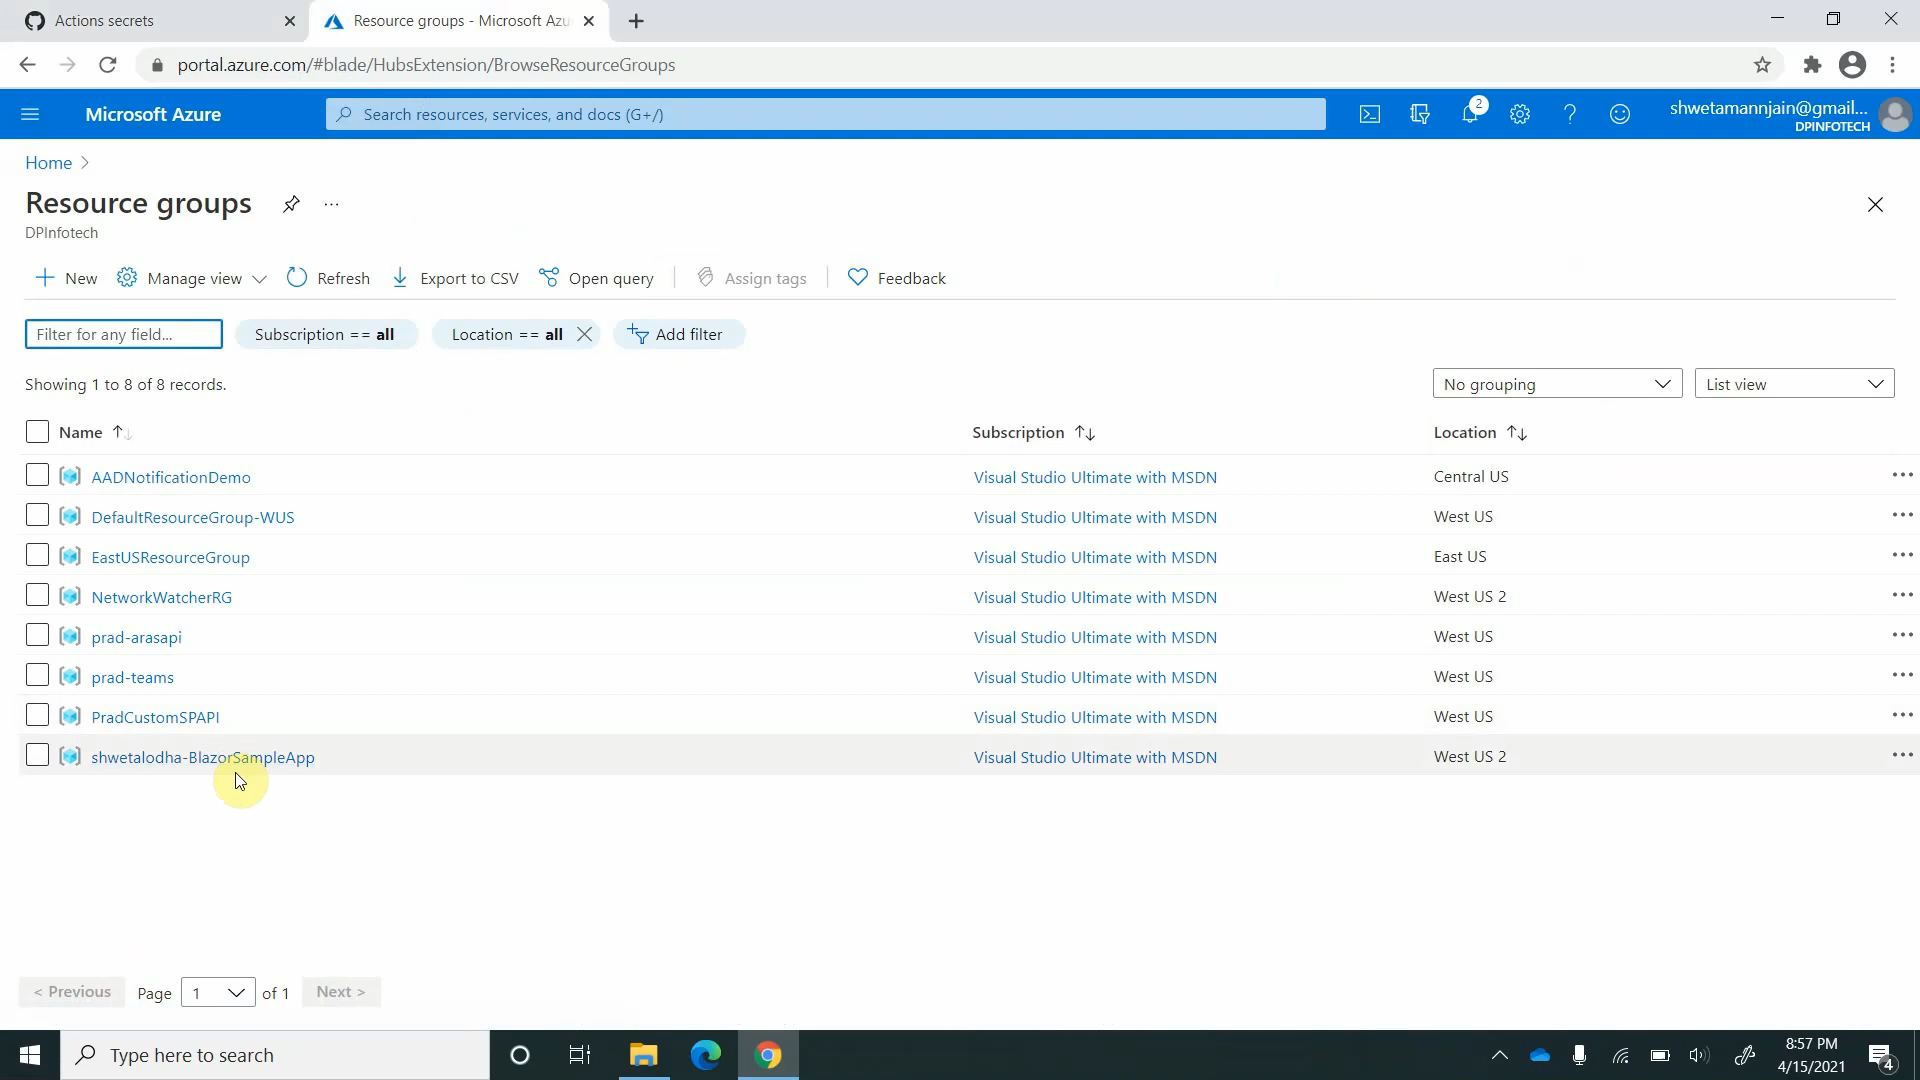 Actions secrets
Resource groups - Microsoft Azu
portal.azure.com/#blade/HubsExtension/BrowseResourceGroups
Microsoft Azure
Search resources, services, and docs (G+/)
2
shwetamannjain@gmail....
DPINFOTECH
Home
Resource groups
DPInfotech
New
Manage view
Refresh
Export to CSV
Open query
Assign tags
Feedback
Filter for any field...
Subscription == all
Location == all
Add filter
Showing 1 to 8 of 8 records.
No grouping
List view
Name
Subscription
Location
AADNotificationDemo
Visual Studio Ultimate with MSDN
Central US
DefaultResourceGroup-WUS
Visual Studio Ultimate with MSDN
West US
EastUSResourceGroup
Visual Studio Ultimate with MSDN
East US
NetworkWatcherRG
Visual Studio Ultimate with MSDN
West US 2
prad-arasapi
Visual Studio Ultimate with MSDN
West US
prad-teams
Visual Studio Ultimate with MSDN
West US
PradCustomSPAPI
Visual Studio Ultimate with MSDN
West US
shwetalodha-BlazorSampleApp
Visual Studio Ultimate with MSDN
West US 2
< Previous
Page
1
of 1
Next >
Type here to search
8:57 PM
4/15/2021
4